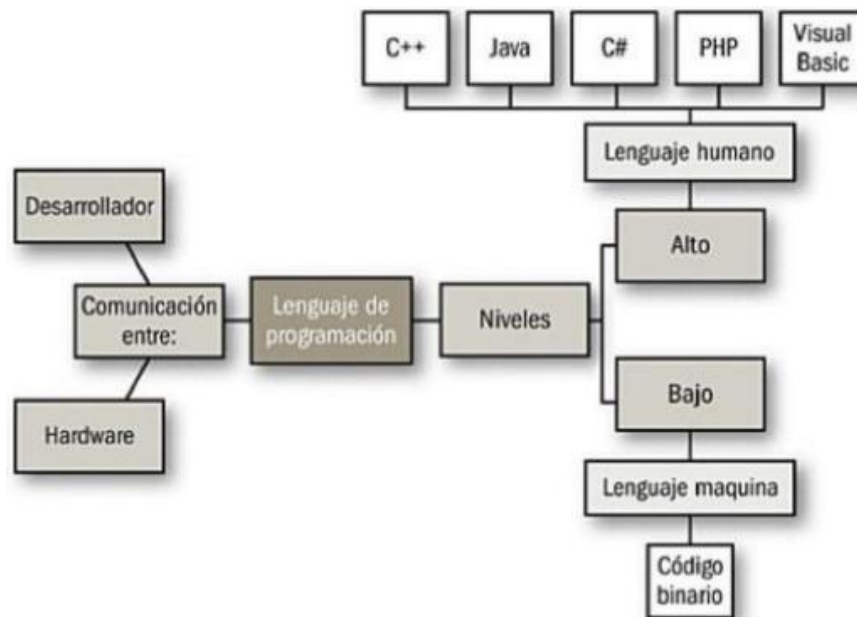 C++
Java
C#
PHP
Visual
Basic
Lenguaje humano
Desarrollador
Alto
Comunicación
entre:
Lenguaje de
programación
Niveles
Bajo
Hardware
Lenguaje maquina
Código
binario